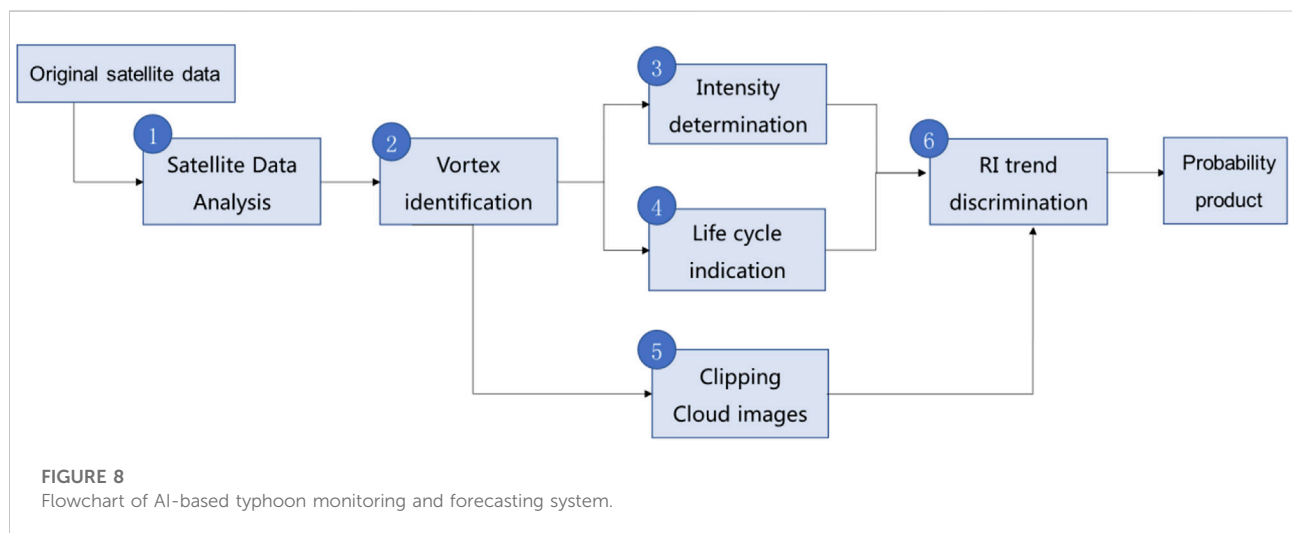 Original satellite data
1
Satellite Data
Analysis
2
Vortex
identification
3
Intensity
determination
4
Life cycle
indication
5
Clipping
Cloud images
6
RI trend
discrimination
Probability
product
FIGURE 8
Flowchart of AI-based typhoon monitoring and forecasting system.